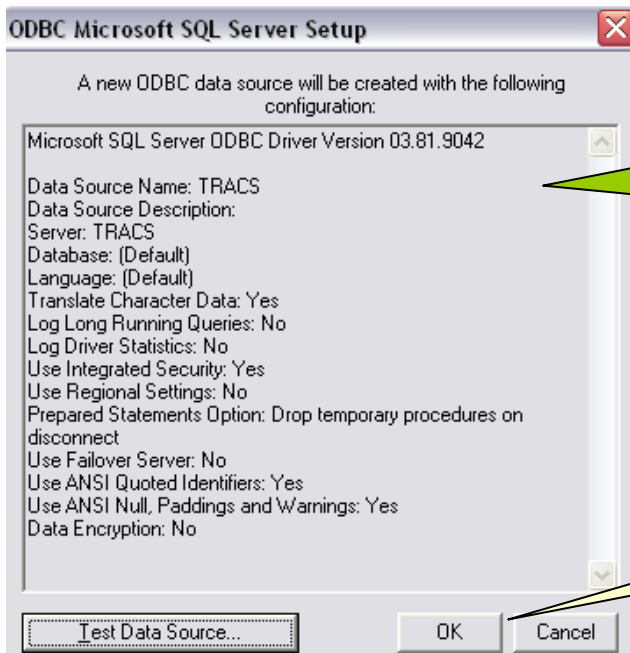 ODBC Microsoft SQL Server Setup
A new ODBC data source will be created with the following
configuration:
Microsoft SQL Server ODBC Driver Version 03.81.9042
Data Source Name: TRACS
Data Source Description:
Server: TRACS
Database: (Default)
Language: (Default)
Translate Character Data: Yes
Log Long Running Queries: No
Log Driver Statistics: No
Use Integrated Security: Yes
Use Regional Settings: No
Prepared Statements Option: Drop temporary procedures on
disconnect
Use Failover Server: No
Use ANSI Quoted Identifiers: Yes
Use ANSI Null, Paddings and Warnings: Yes
Data Encryption: No
Test Data Source...
OK
Cancel